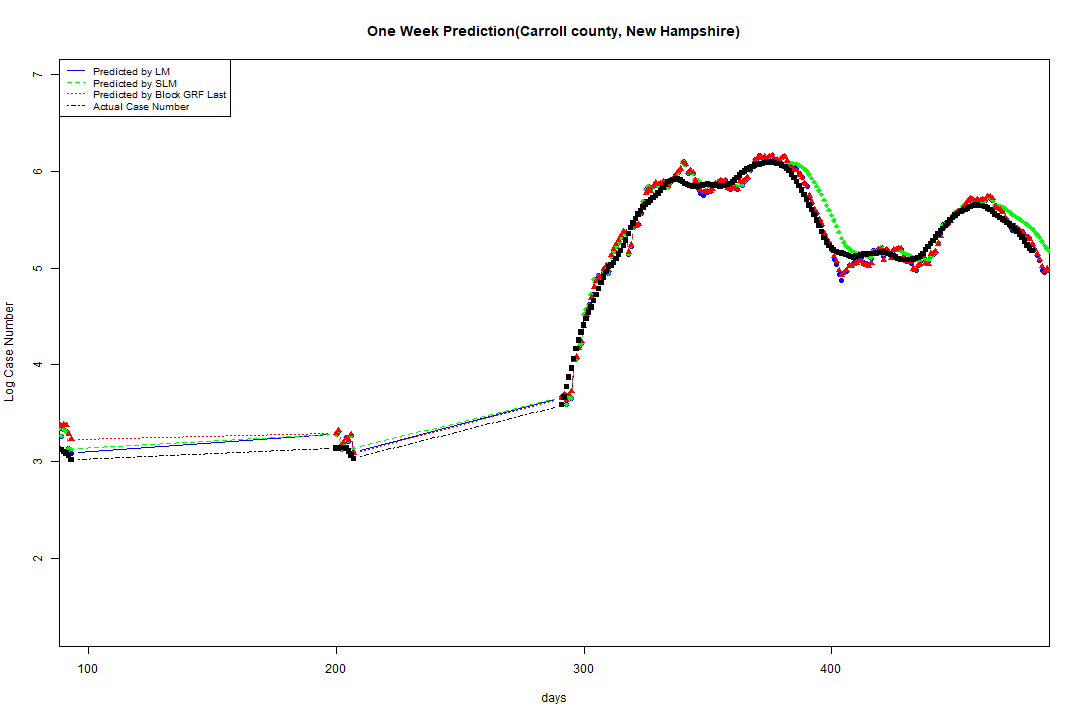 One Week Prediction(Carroll county, New Hampshire)
Predicted by LM
Predicted by SLM
Predicted by Block GRF Last
Actual Case Number
7
6
5
4
3
2
Log Case Number
100 200 300 400
days